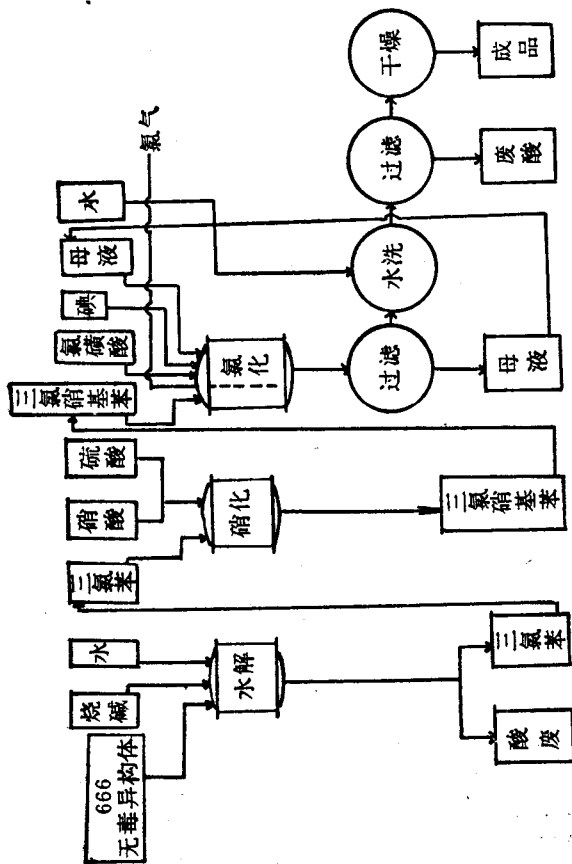 666
无毒异构体
烧碱
水
水解
酸废
三氯苯
三氯苯
硝酸
硫酸
硝化
三氯硝基苯
三氯硝基苯
氯磺酸
碘
母液
水
氯气
氯化
过滤
母液
水洗
过滤
废酸
干燥
成品